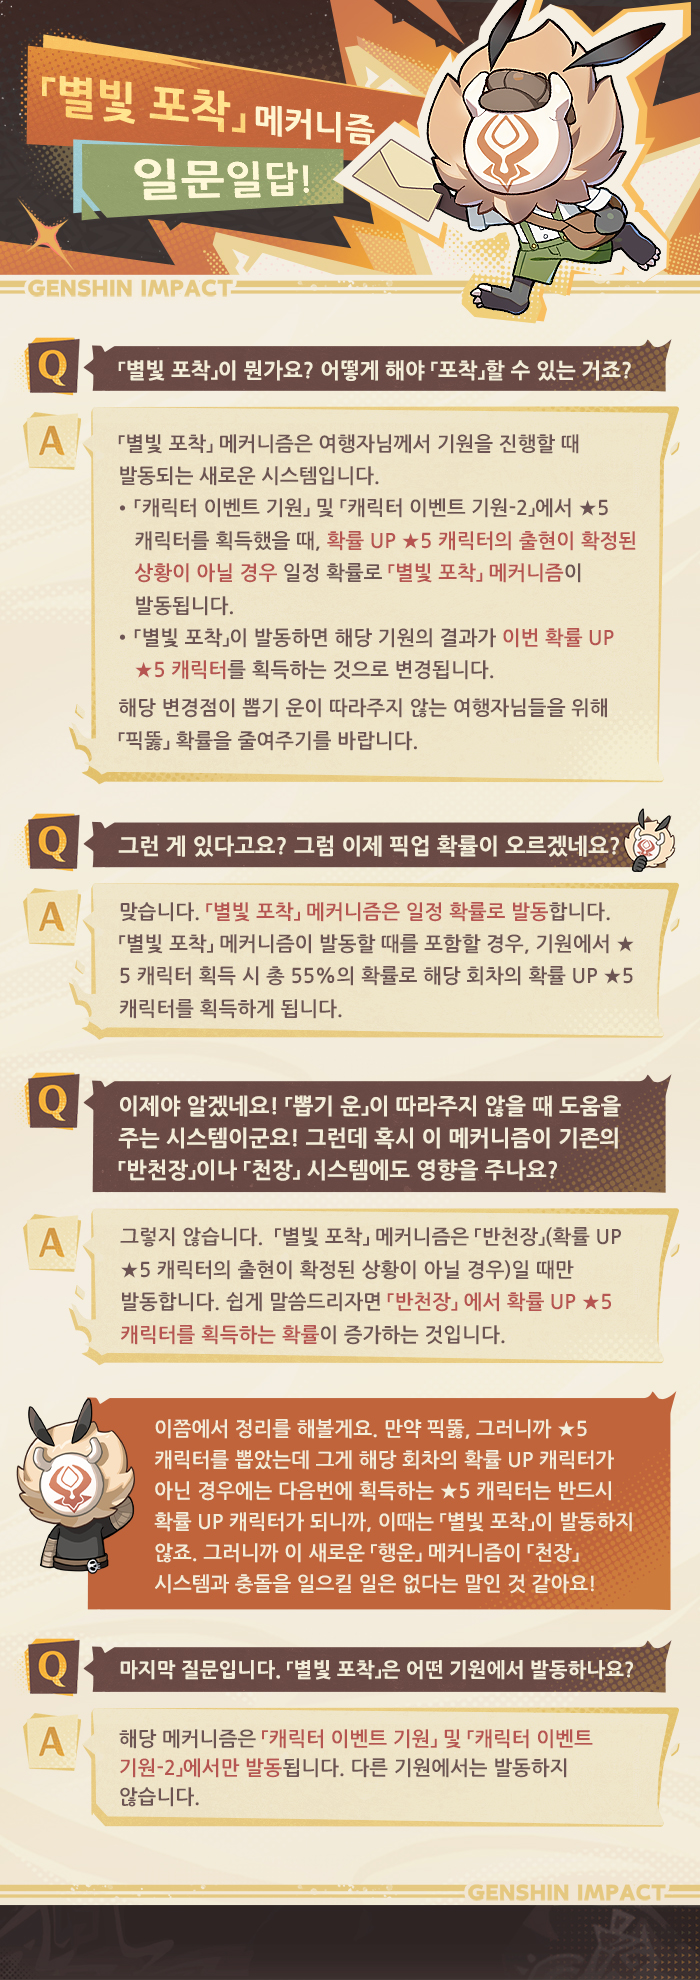 「별빛 포착」 메커니즘
일문일답!
GENSHIN IMPACT
Q
「별빛 포착」이 뭔가요? 어떻게 해야 「포착」할 수 있는 거죠?
A
「별빛 포착」 메커니즘은 여행자님께서 기원을 진행할 때
발동되는 새로운 시스템입니다.
• 「캐릭터 이벤트 기원」 및 「캐릭터 이벤트 기원-2」에서 ★5
캐릭터를 획득했을 때, 확률 UP ★5 캐릭터의 출현이 확정된
상황이 아닐 경우 일정 확률로 「별빛 포착」 메커니즘이
발동됩니다.
• 「별빛 포착」이 발동하면 해당 기원의 결과가 이번 확률 UP
★5 캐릭터를 획득하는 것으로 변경됩니다.
해당 변경점이 뽑기 운이 따라주지 않는 여행자님들을 위해
「픽뚫」 확률을 줄여주기를 바랍니다.
Q
그런 게 있다고요? 그럼 이제 픽업 확률이 오르겠네요?
A
맞습니다. 「별빛 포착」 메커니즘은 일정 확률로 발동합니다.
「별빛 포착」 메커니즘이 발동할 때를 포함할 경우, 기원에서 ★
5 캐릭터 획득 시 총 55%의 확률로 해당 회차의 확률 UP ★5
캐릭터를 획득하게 됩니다.
Q
이제야 알겠네요! 「뽑기 운」이 따라주지 않을 때 도움을
주는 시스템이군요! 그런데 혹시 이 메커니즘이 기존의
「반천장」이나 「천장」 시스템에도 영향을 주나요?
A
그렇지 않습니다. 「별빛 포착」 메커니즘은 「반천장」(확률 UP
★5 캐릭터의 출현이 확정된 상황이 아닐 경우)일 때만
발동합니다. 쉽게 말씀드리자면 「반천장」 에서 확률 UP ★5
캐릭터를 획득하는 확률이 증가하는 것입니다.
이쯤에서 정리를 해볼게요. 만약 픽뚫, 그러니까 ★5
캐릭터를 뽑았는데 그게 해당 회차의 확률 UP 캐릭터가
아닌 경우에는 다음번에 획득하는 ★5 캐릭터는 반드시
확률 UP 캐릭터가 되니까, 이때는 「별빛 포착」이 발동하지
않죠. 그러니까 이 새로운 「행운」 메커니즘이 「천장」
시스템과 충돌을 일으킬 일은 없다는 말인 것 같아요!
Q
마지막 질문입니다. 「별빛 포착」은 어떤 기원에서 발동하나요?
A
해당 메커니즘은 「캐릭터 이벤트 기원」 및 「캐릭터 이벤트
기원-2」에서만 발동됩니다. 다른 기원에서는 발동하지
않습니다.
GENSHIN IMPACT